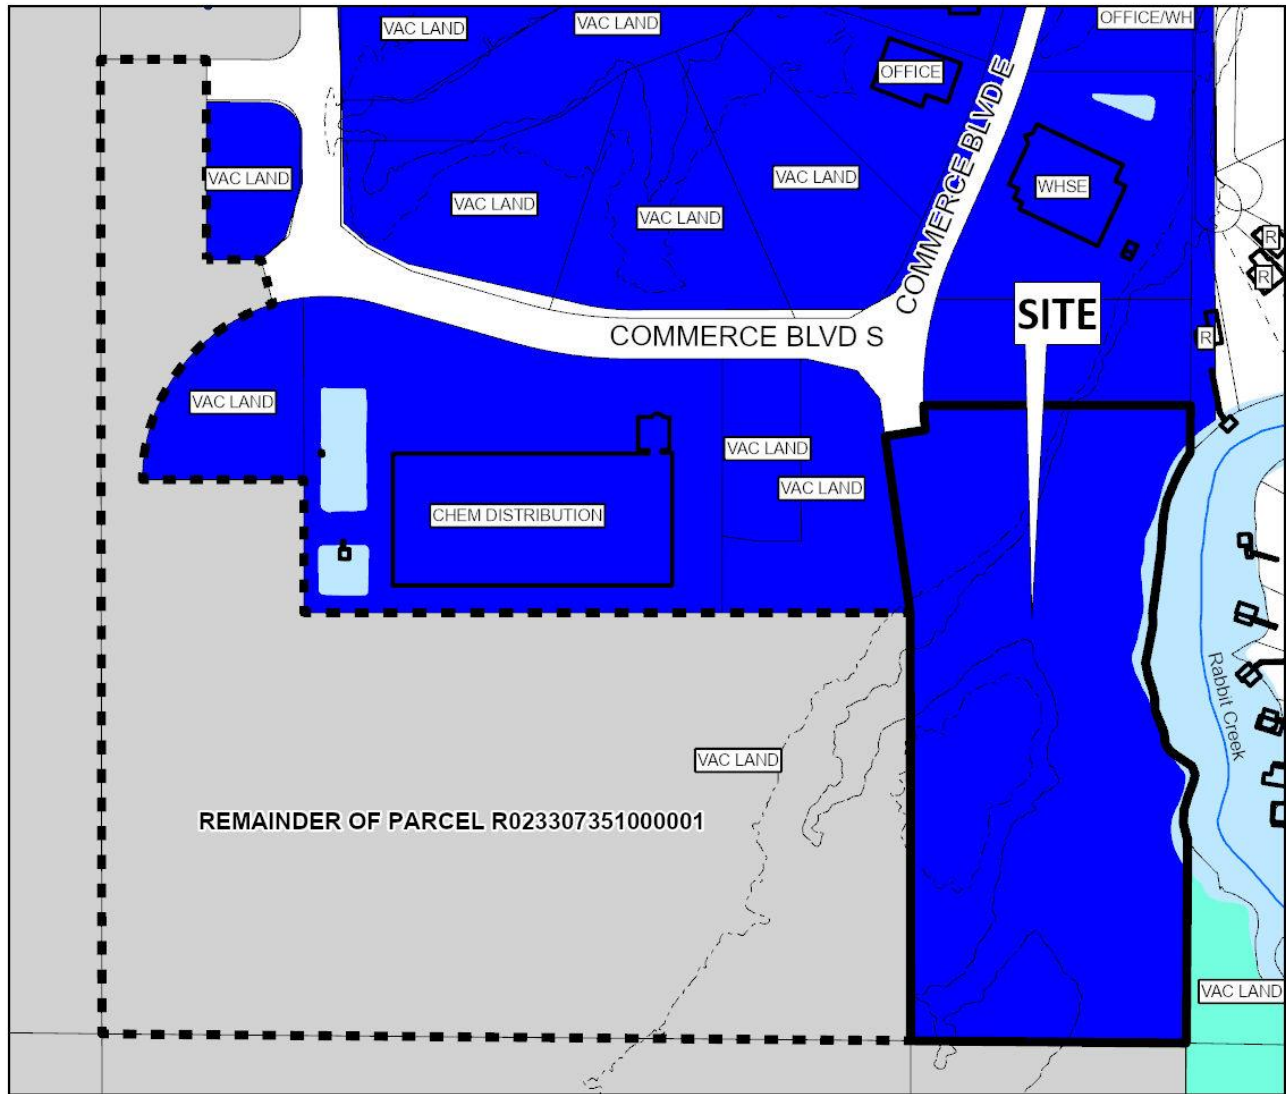 VAC LAND
VAC LAND
OFFICE/WH
OFFICE
COMMERCE BLVD E
VAC LAND
VAC LAND
WHSE
VAC LAND
VAC LAND
R
R
SITE
COMMERCE BLVD S
R
VAC LAND
VAC LAND
VAC LAND
CHEM DISTRIBUTION
Rabbit Creek
VAC LAND
REMAINDER OF PARCEL R023307351000001
VAC LAND